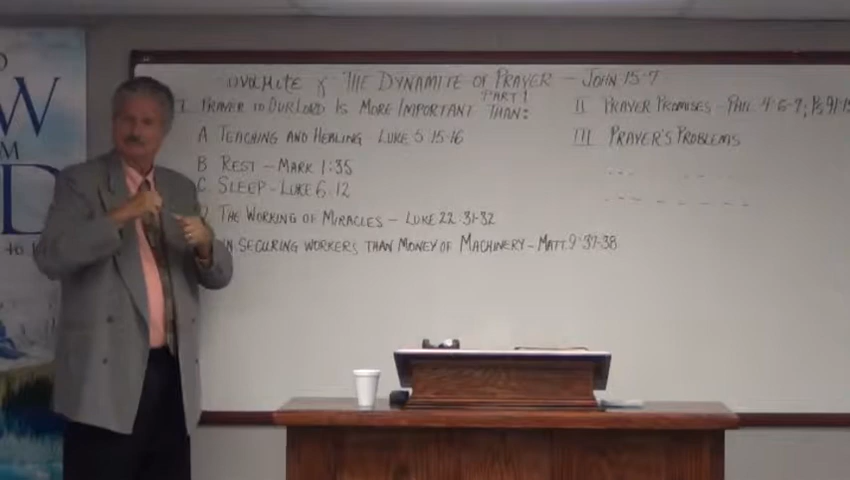 & THE DYNAMITE OF PRAYER – JOHN 15:7
PART 1
I. PRAYER TO OUR LORD IS MORE IMPORTANT THAN:
A TEACHING AND HEALING LUKE 5:15-16
B REST – MARK 1:35
C. SLEEP – LUKE 6:12
THE WORKING OF MIRACLES – LUKE 22:31-32
IN SECURING WORKERS THAN MONEY OF MACHINERY – MATT. 9:37-38
II PRAYER PROMISES – PHIL 4:6-7; Ps 91:15
III PRAYER'S PROBLEMS